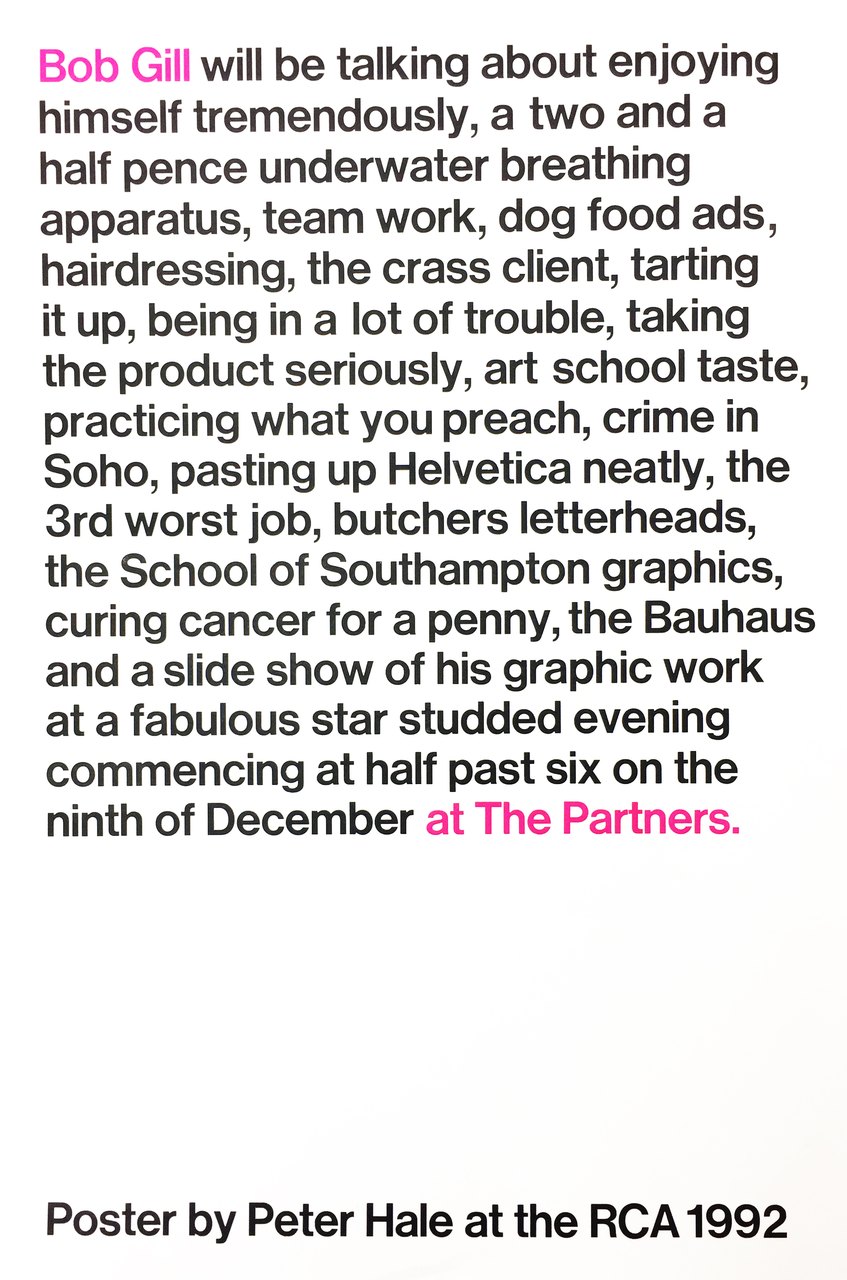 Bob Gill will be talking about enjoying
himself tremendously, a two and a
half pence underwater breathing
apparatus, team work, dog food ads,
hairdressing, the crass client, tarting
it up, being in a lot of trouble, taking
the product seriously, art school taste,
practicing what you preach, crime in
Soho, pasting up Helvetica neatly, the
3rd worst job, butchers letterheads,
the School of Southampton graphics,
curing cancer for a penny, the Bauhaus
and a slide show of his graphic work
at a fabulous star studded evening
commencing at half past six on the
ninth of December at The Partners.
Poster by Peter Hale at the RCA 1992